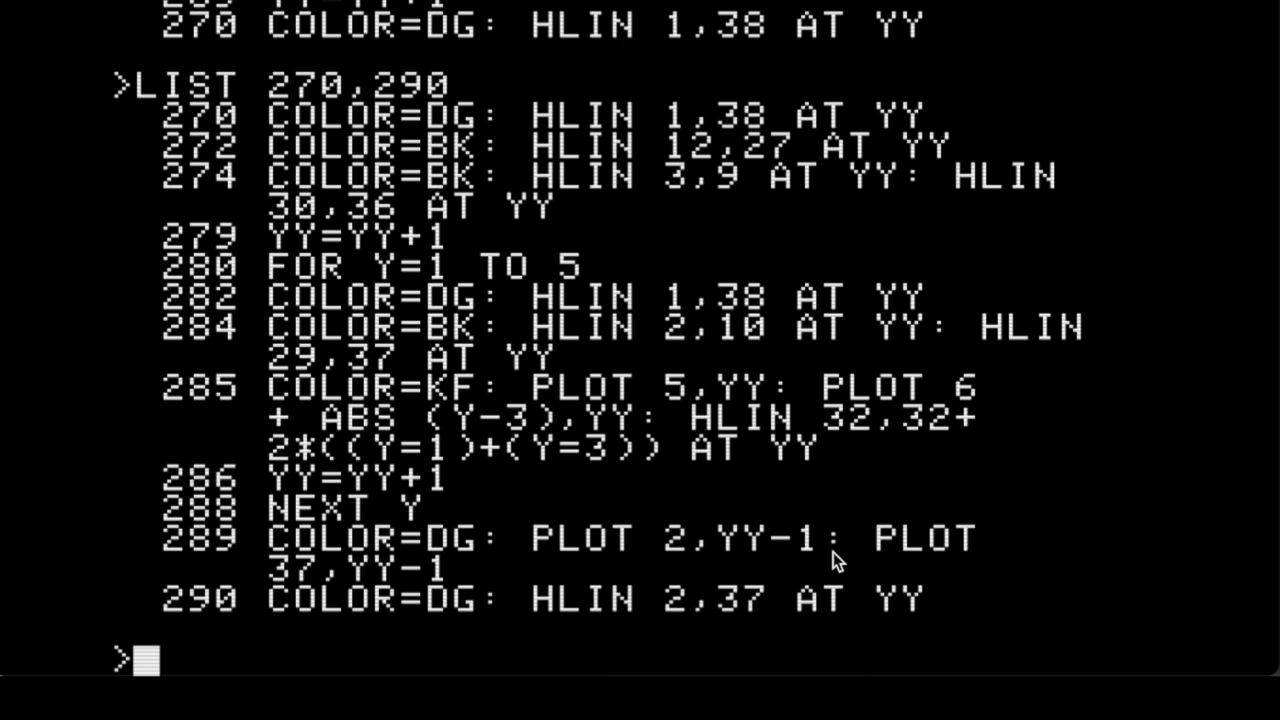 270 COLOR=DG: HLIN 1,38 AT YY
>LIST 270,290
270 COLOR=DG: HLIN 1,38 AT YY
272 COLOR=BK: HLIN 12,27 AT YY
274 COLOR=BK: HLIN 3,9 AT YY: HLIN
30,36 AT YY
279 YY=YY+1
280 FOR Y=1 TO 5
282 COLOR=DG: HLIN 1,38 AT YY
284 COLOR=BK: HLIN 2,10 AT YY: HLIN
29,37 AT YY
285 COLOR=KF: PLOT 5,YY: PLOT 6
+ ABS (Y-3),YY: HLIN 32,32+
2*((Y=1)+(Y=3)) AT YY
286 YY=YY+1
288 NEXT Y
289 COLOR=DG: PLOT 2,YY-1: PLOT
37,YY-1
290 COLOR=DG: HLIN 2,37 AT YY
>